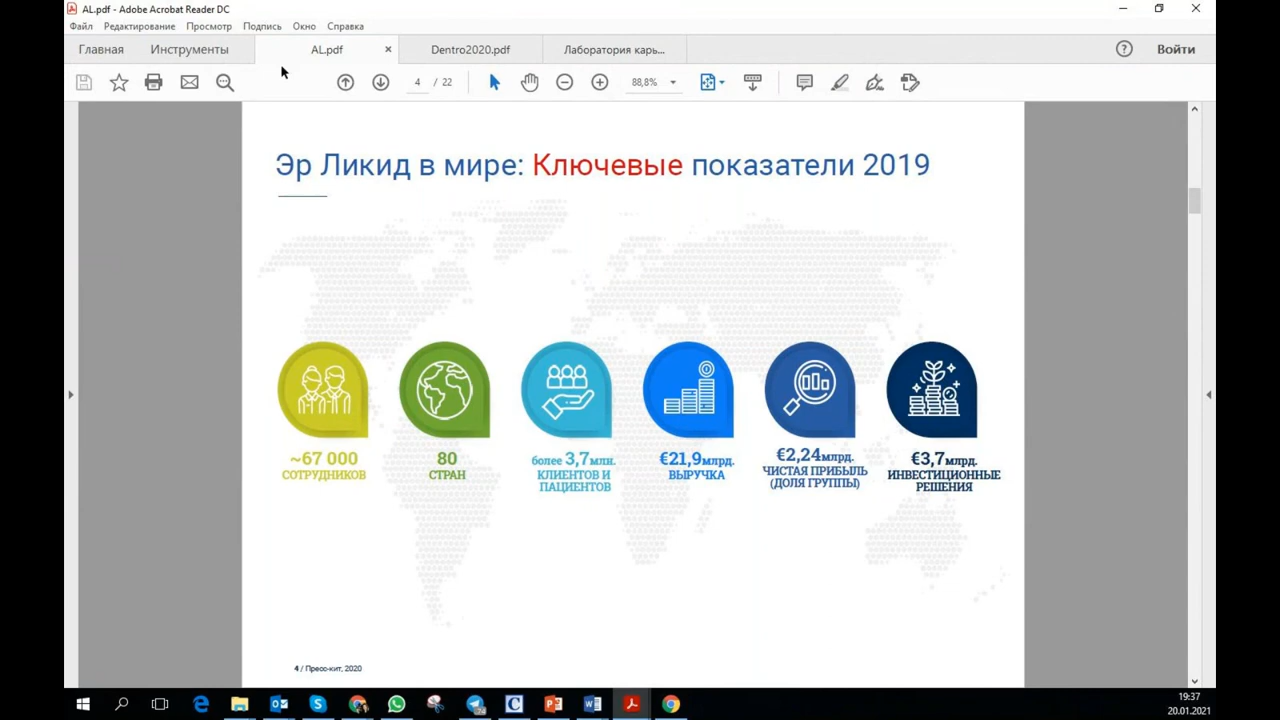 AL.pdf - Adobe Acrobat Reader DC
Файл Редактирование Просмотр Подпись Окно Справка
Главная Инструменты AL.pdf × Dentro2020.pdf Лаборатория карь... ? Войти
4 / 22 88,8%
Эр Ликид в мире: Ключевые показатели 2019
~67 000
СОТРУДНИКОВ
80
СТРАН
более 3,7млн.
КЛИЕНТОВ И
ПАЦИЕНТОВ
€21,9млрд.
ВЫРУЧКА
€2,24млрд.
ЧИСТАЯ ПРИБЫЛЬ
(ДОЛЯ ГРУППЫ)
€3,7млрд.
ИНВЕСТИЦИОННЫЕ
РЕШЕНИЯ
4 / Пресс-кит, 2020
19:37
20.01.2021